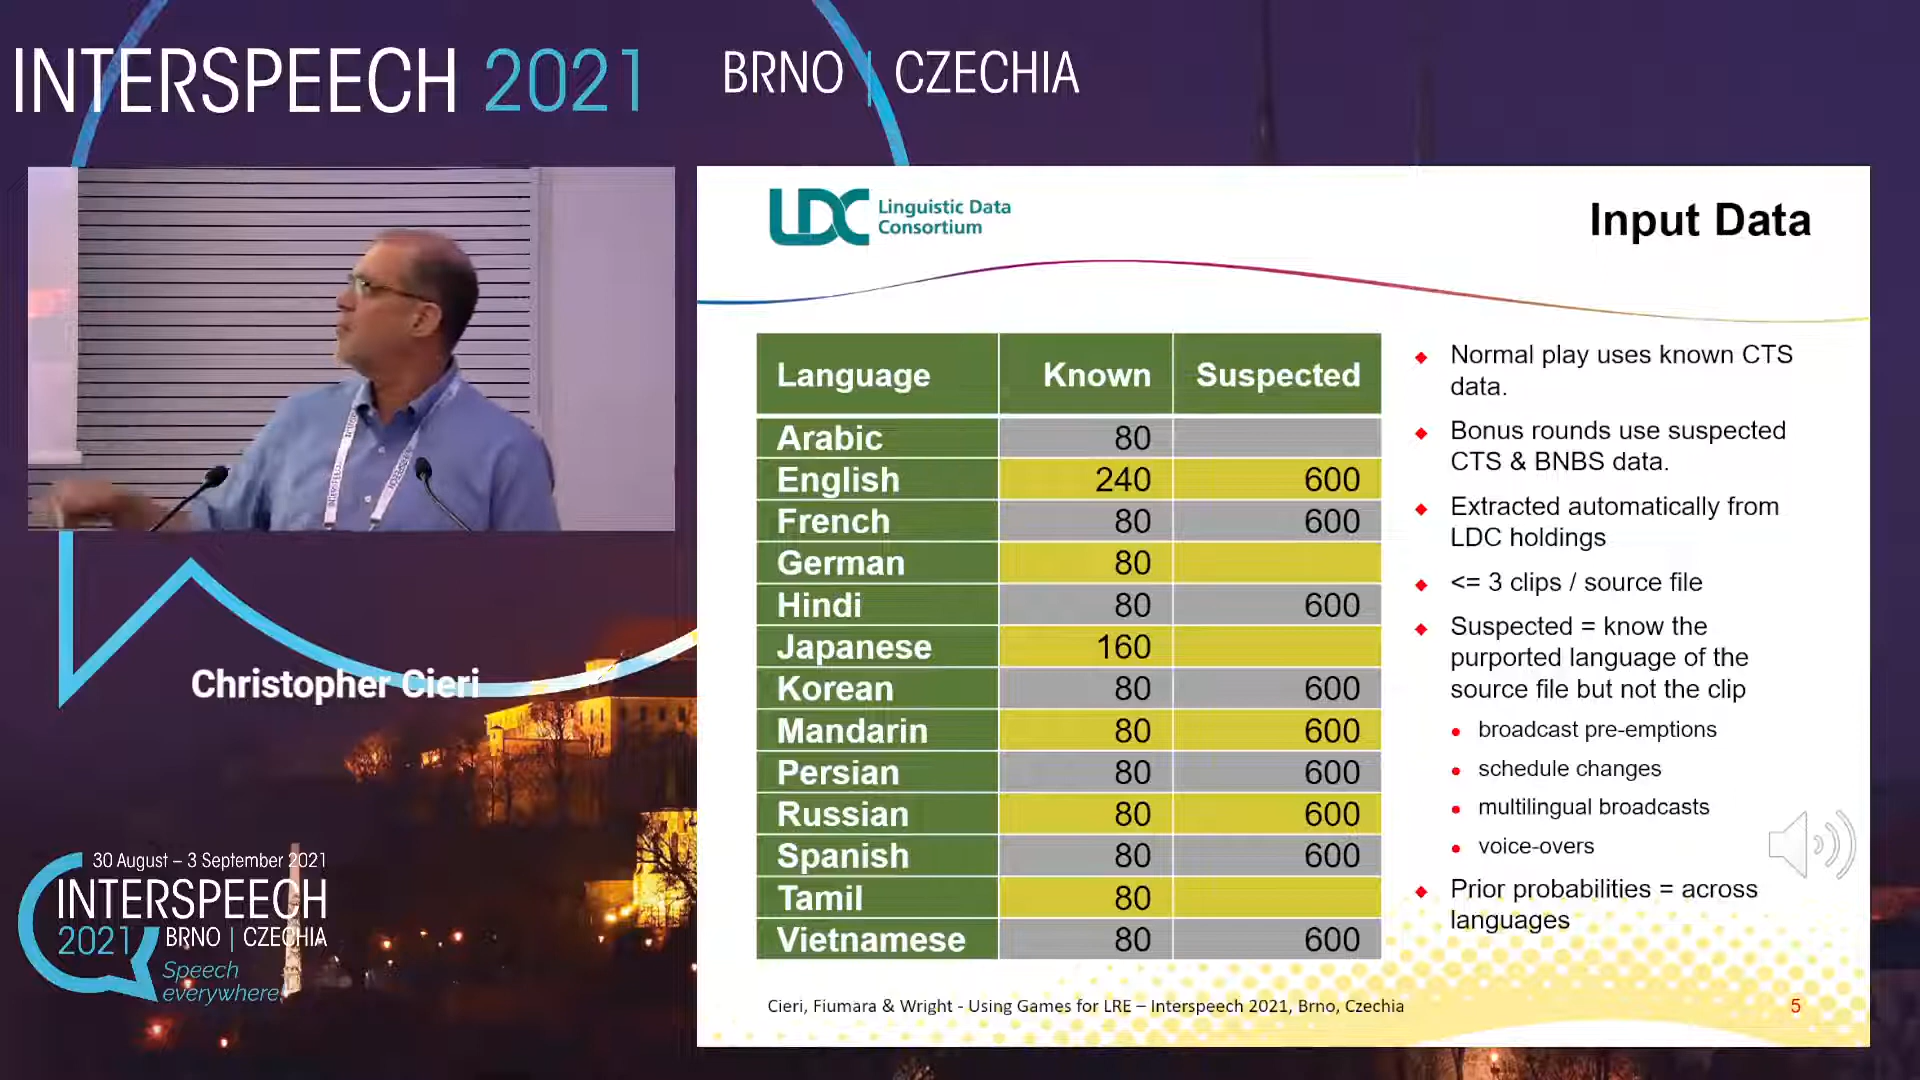 INTERSPEECH 2021
BRNO | CZECHIA
LDC Linguistic Data
Consortium
Input Data
Language Known Suspected
Arabic 80
English 240 600
French 80 600
German 80
Hindi 80 600
Japanese 160
Korean 80 600
Mandarin 80 600
Persian 80 600
Russian 80 600
Spanish 80 600
Tamil 80
Vietnamese 80 600
Normal play uses known CTS
data.
Bonus rounds use suspected
CTS & BNBS data.
Extracted automatically from
LDC holdings
<= 3 clips / source file
Suspected = know the
purported language of the
source file but not the clip
broadcast pre-emptions
schedule changes
multilingual broadcasts
voice-overs
Prior probabilities = across
languages
Cieri, Fiumara & Wright - Using Games for LRE – Interspeech 2021, Brno, Czechia
5
Christopher Cieri
30 August – 3 September 2021
INTERSPEECH
2021 BRNO | CZECHIA
Speech
everywhere!